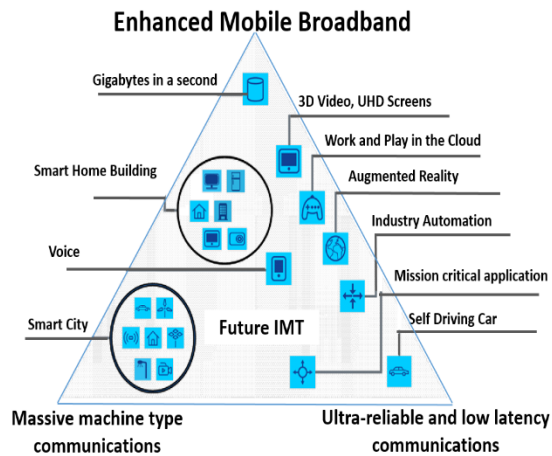 Enhanced Mobile Broadband
Gigabytes in a second
3D Video, UHD Screens
Work and Play in the Cloud
Smart Home Building
Augmented Reality
Industry Automation
Voice
Mission critical application
Smart City
Future IMT
Self Driving Car
Massive machine type
communications
Ultra-reliable and low latency
communications